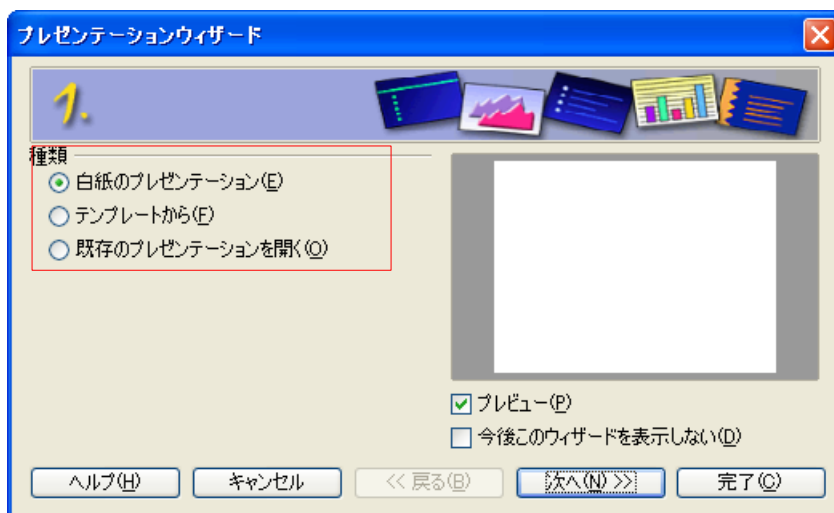 プレゼンテーションウィザード
1.
種類
白紙のプレゼンテーション(E)
テンプレートから(F)
既存のプレゼンテーションを開く(O)
プレビュー(P)
今後このウィザードを表示しない(D)
ヘルプ(H) キャンセル << 戻る(B) 次へ(N) >> 完了(C)